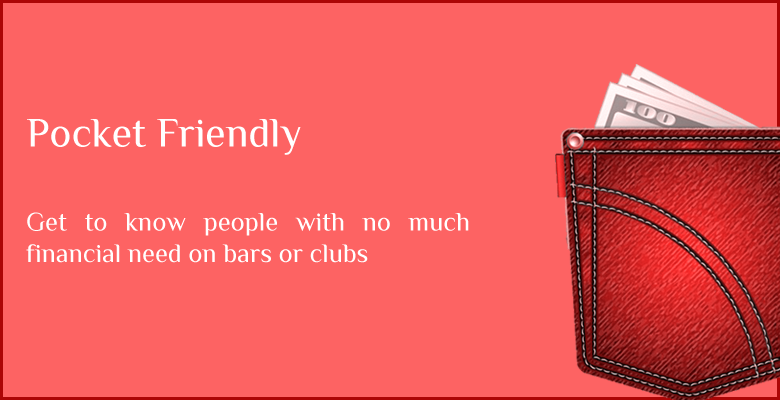 Pocket Friendly
100
Get to know people with no much
financial need on bars or clubs